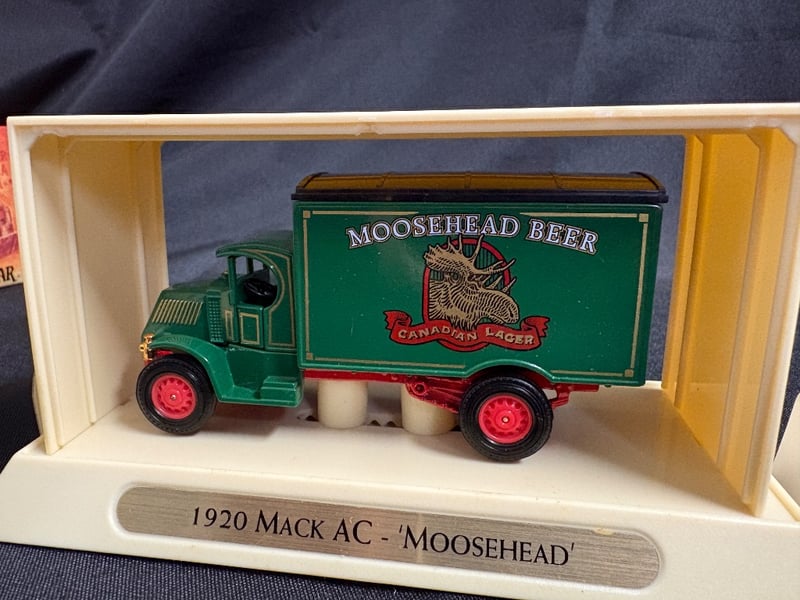 MOOSEHEAD BEER
CANADIAN LAGER
1920 MACK AC - 'MOOSEHEAD'